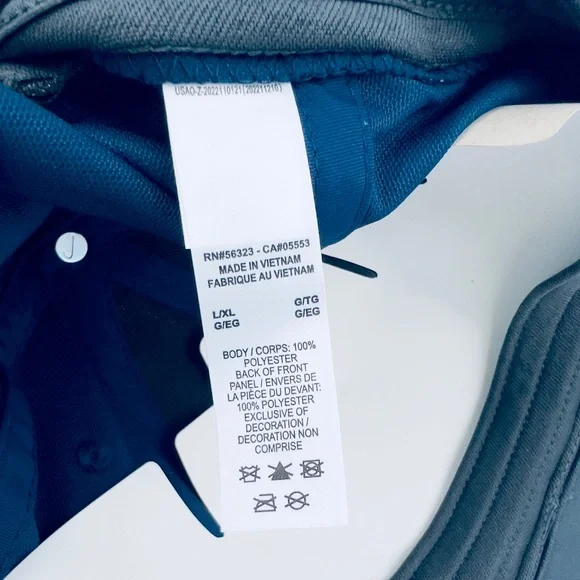 USAO-Z-2022110121 (20221216)
RN#56323 - CA#05553
MADE IN VIETNAM
FABRIQUE AU VIETNAM
L/XL G/TG
G/EG G/EG
BODY / CORPS: 100%
POLYESTER
BACK OF FRONT
PANEL / ENVERS DE
LA PIÈCE DU DEVANT:
100% POLYESTER
EXCLUSIVE OF
DECORATION /
DECORATION NON
COMPRISE